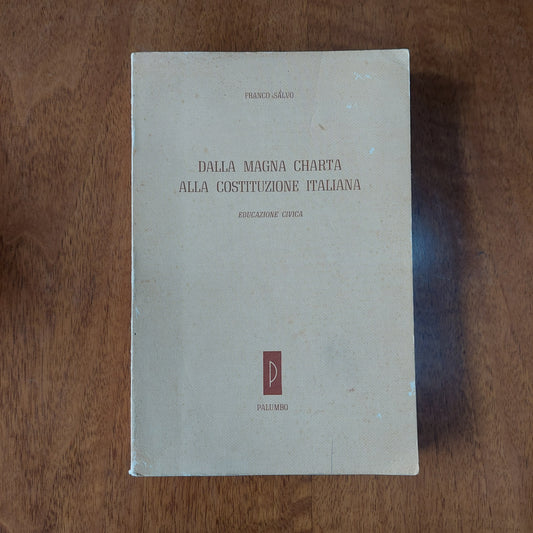 FRANCO SALVO
DALLA MAGNA CHARTA
ALLA COSTITUZIONE ITALIANA
EDUCAZIONE CIVICA
P
PALUMBO